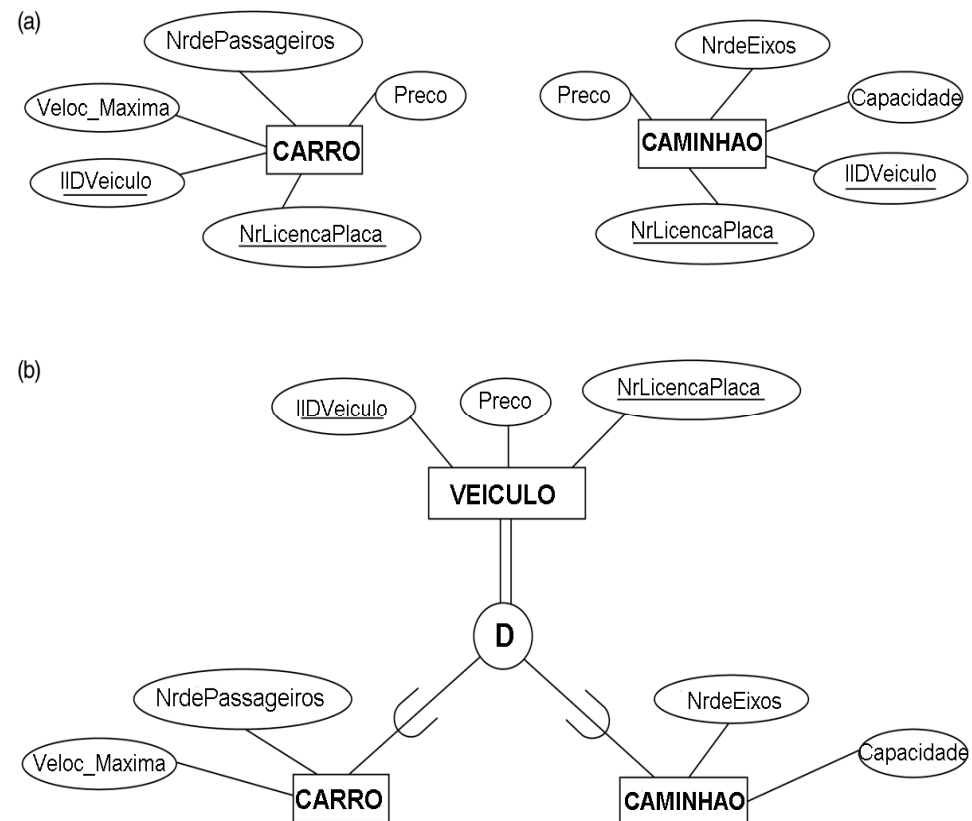 (a)
NrdePassageiros
NrdeEixos
Veloc_Maxima
Preco
Preco
Capacidade
CARRO
CAMINHAO
IIDVeiculo
IIDVeiculo
NrLicencaPlaca
NrLicencaPlaca
(b)
IIDVeiculo
Preco
NrLicencaPlaca
VEICULO
D
NrdePassageiros
NrdeEixos
Veloc_Maxima
Capacidade
CARRO
CAMINHAO